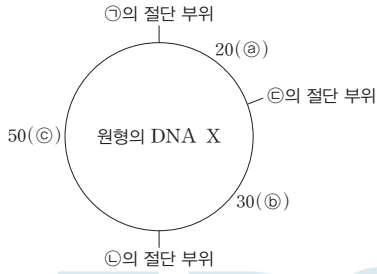 ㉠의 절단 부위
20(ⓐ)
㉢의 절단 부위
50(ⓒ)
원형의 DNA X
30(ⓑ)
㉡의 절단 부위